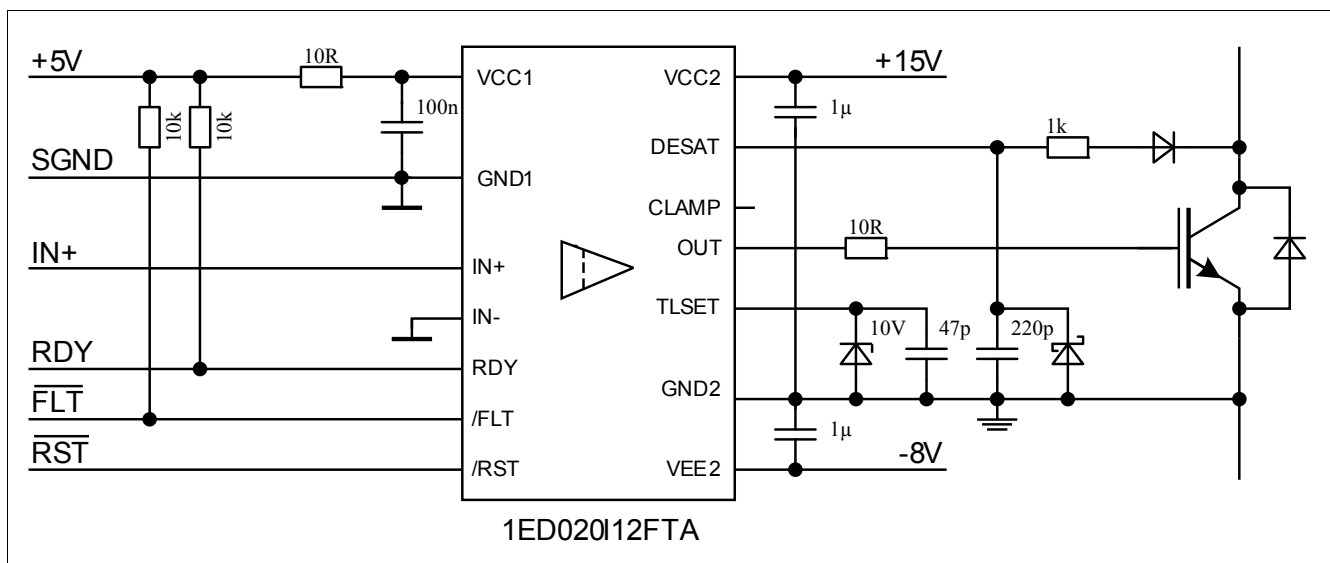 +5V
10R
10k
10k
100n
SGND
IN+
RDY
FLT
RST
VCC1
GND1
IN+
IN-
RDY
/FLT
/RST
VCC2
DESAT
CLAMP
OUT
TLSET
GND2
VEE2
+15V
1µ
1k
10R
10V
47p
220p
1µ
-8V
1ED020I12FTA